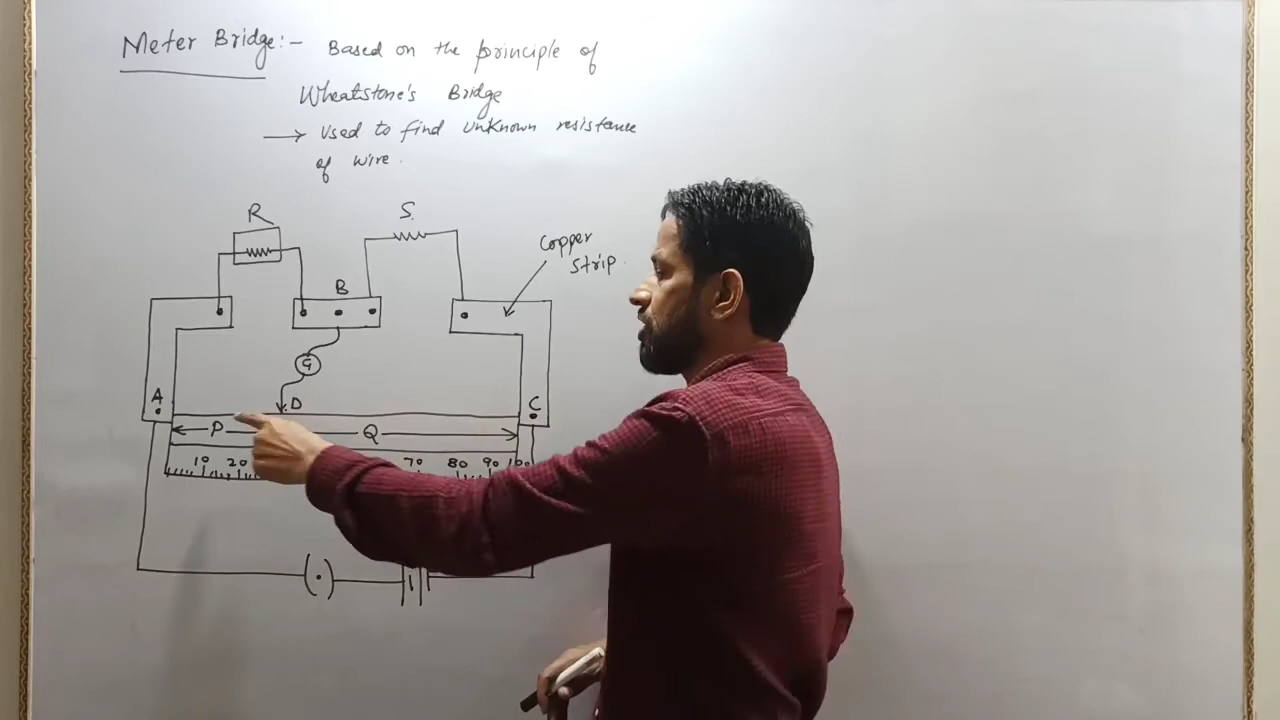 Meter Bridge:- Based on the principle of
Wheatstone's Bridge
→ Used to find unknown resistance
of wire.
R
S
Copper
Strip
B
G
A
D
C
P
Q
10 20 70 80 90 100